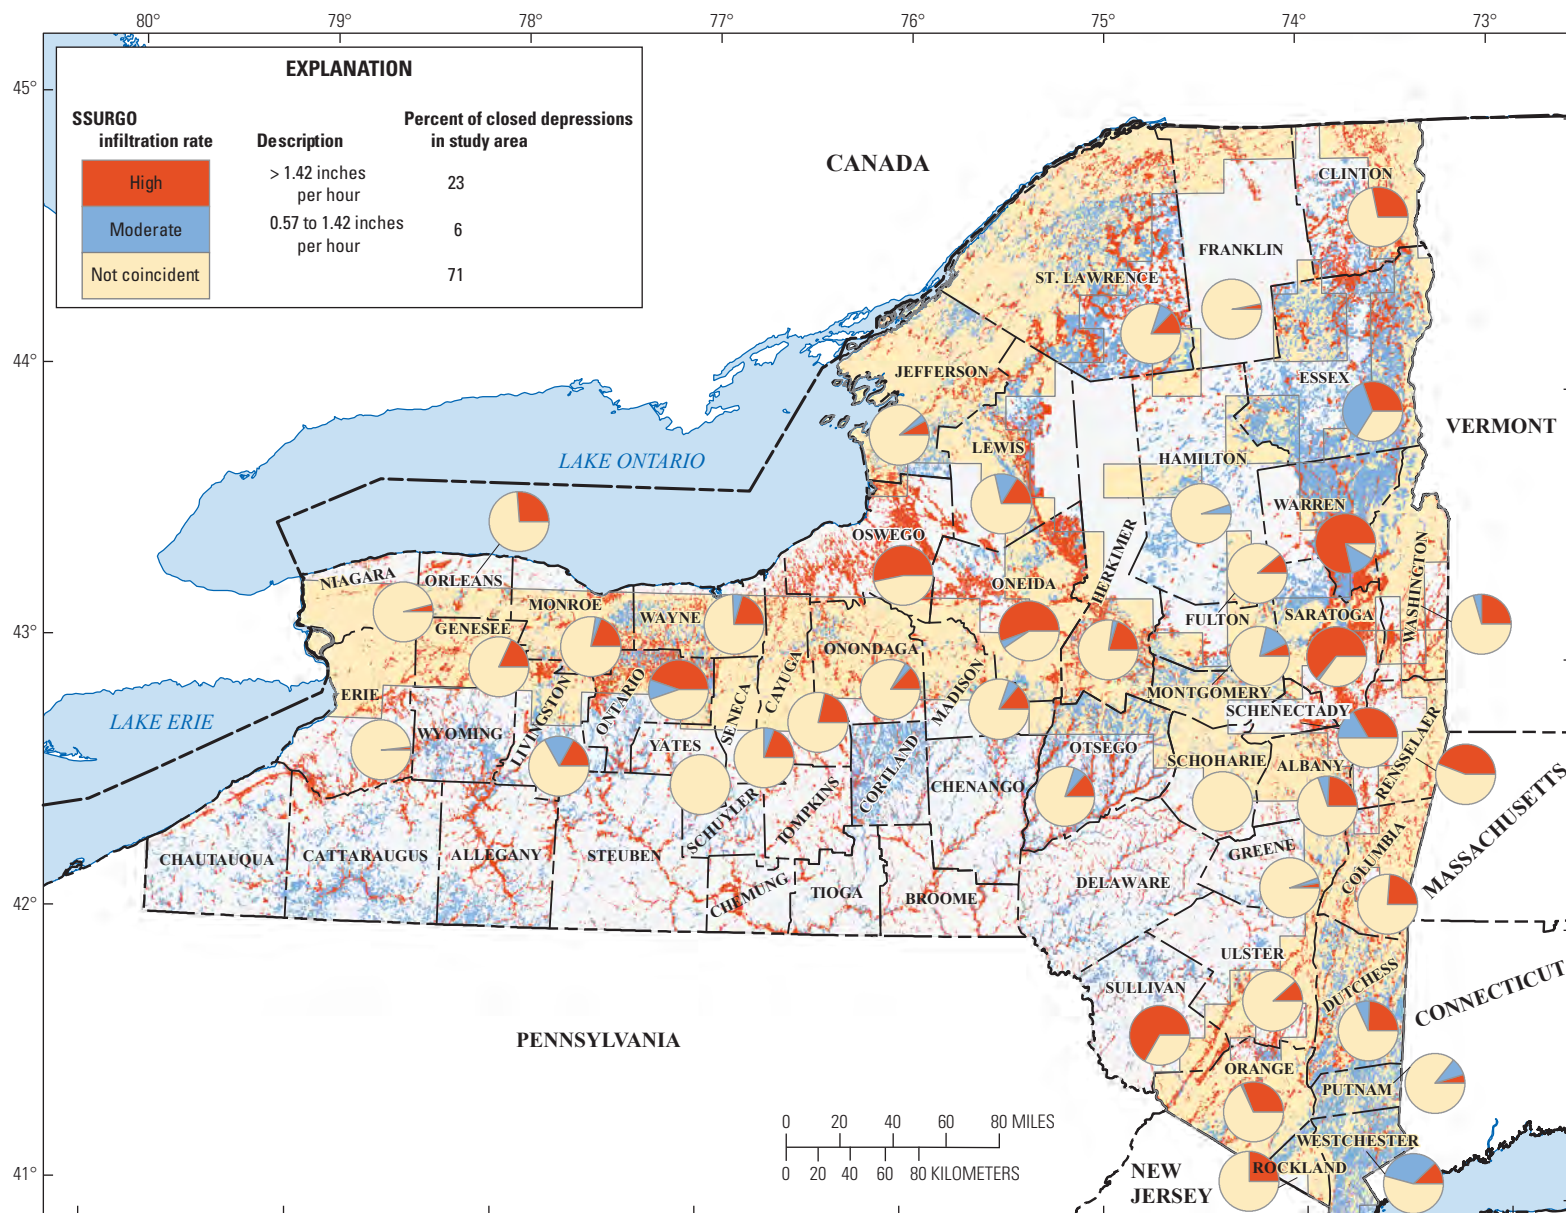 80°
79°
78°
77°
76°
75°
74°
73°
45°
44°
43°
42°
41°
EXPLANATION
SSURGO
infiltration rate
Description
Percent of closed depressions
in study area
High
> 1.42 inches
per hour
23
Moderate
0.57 to 1.42 inches
per hour
6
Not coincident
71
CANADA
VERMONT
MASSACHUSETTS
CONNECTICUT
PENNSYLVANIA
NEW
JERSEY
LAKE ONTARIO
LAKE ERIE
CLINTON
FRANKLIN
ST. LAWRENCE
JEFFERSON
ESSEX
LEWIS
HAMILTON
WARREN
OSWEGO
ONEIDA
HERKIMER
WASHINGTON
NIAGARA
ORLEANS
MONROE
WAYNE
GENESEE
FULTON
SARATOGA
ONONDAGA
CAYUGA
MADISON
MONTGOMERY
SCHENECTADY
ERIE
WYOMING
LIVINGSTON
ONTARIO
SENECA
YATES
CORTLAND
CHENANGO
OTSEGO
SCHOHARIE
ALBANY
RENSSELAER
SCHUYLER
TOMPKINS
CHAUTAUQUA
CATTARAUGUS
ALLEGANY
STEUBEN
CHEMUNG
TIOGA
BROOME
DELAWARE
GREENE
COLUMBIA
ULSTER
SULLIVAN
DUTCHESS
ORANGE
PUTNAM
WESTCHESTER
ROCKLAND
0 20 40 60 80 MILES
0 20 40 60 80 KILOMETERS